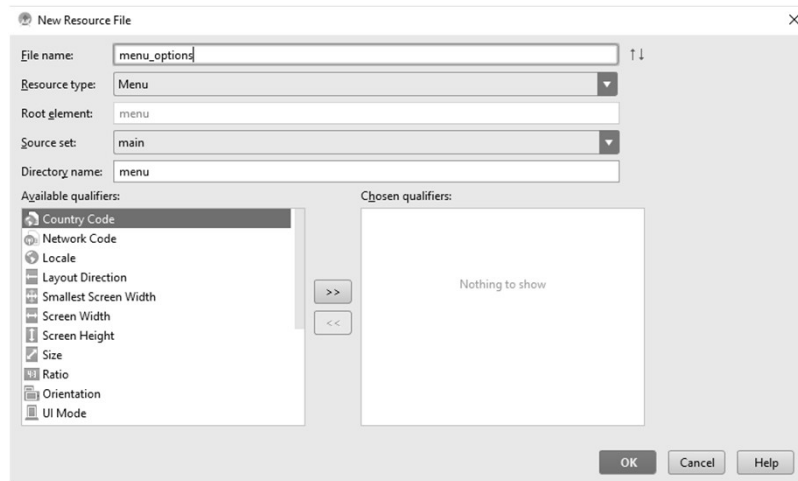 New Resource File
File name: menu_options
Resource type: Menu
Root element: menu
Source set: main
Directory name: menu
Available qualifiers: Chosen qualifiers:
Country Code
Network Code
Locale
Layout Direction
Smallest Screen Width
Screen Width
Screen Height
Size
Ratio
Orientation
UI Mode
>>
<<
Nothing to show
OK Cancel Help